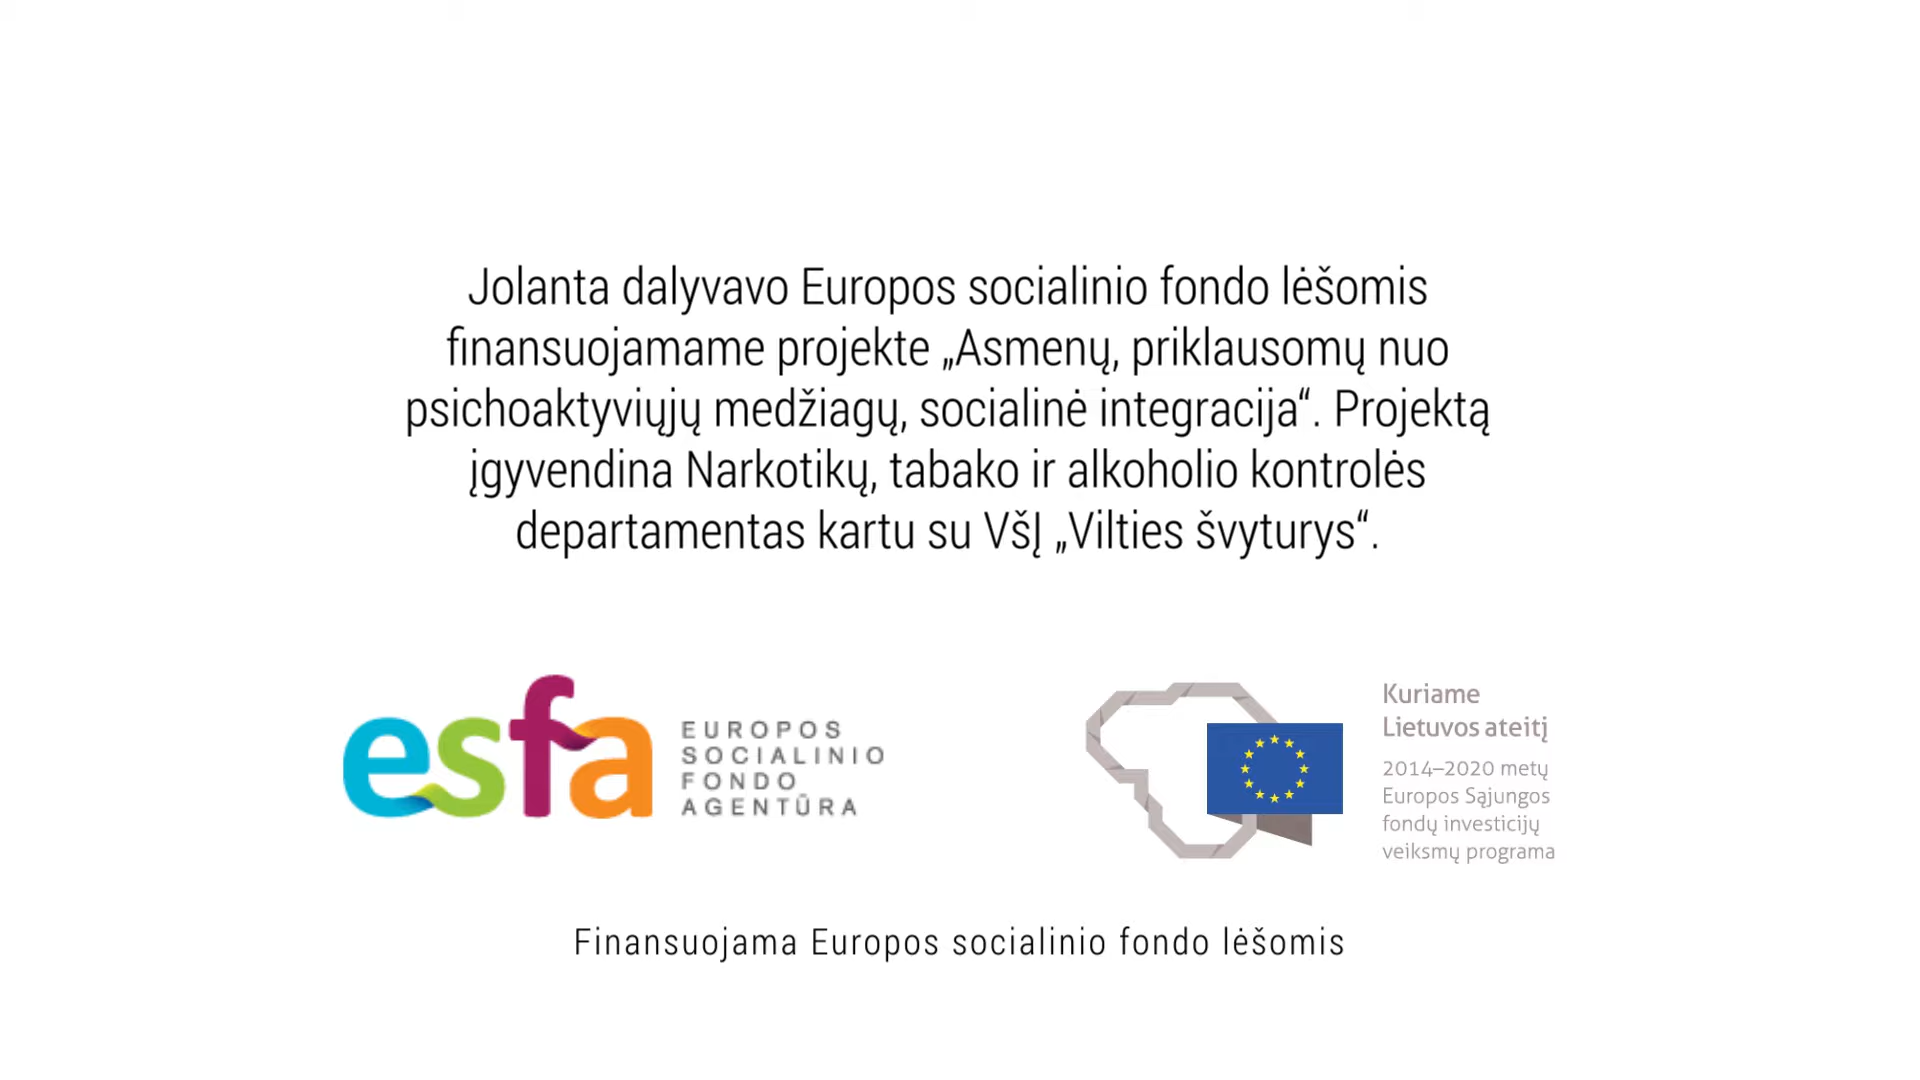 Jolanta dalyvavo Europos socialinio fondo lėšomis
finansuojamame projekte „Asmenų, priklausomų nuo
psichoaktyviųjų medžiagų, socialinė integracija“. Projektą
įgyvendina Narkotikų, tabako ir alkoholio kontrolės
departamentas kartu su VšĮ „Vilties švyturys“.
esfa
EUROPOS
SOCIALINIO
FONDO
AGENTŪRA
Kuriame
Lietuvos ateitį
2014–2020 metų
Europos Sąjungos
fondų investicijų
veiksmų programa
Finansuojama Europos socialinio fondo lėšomis